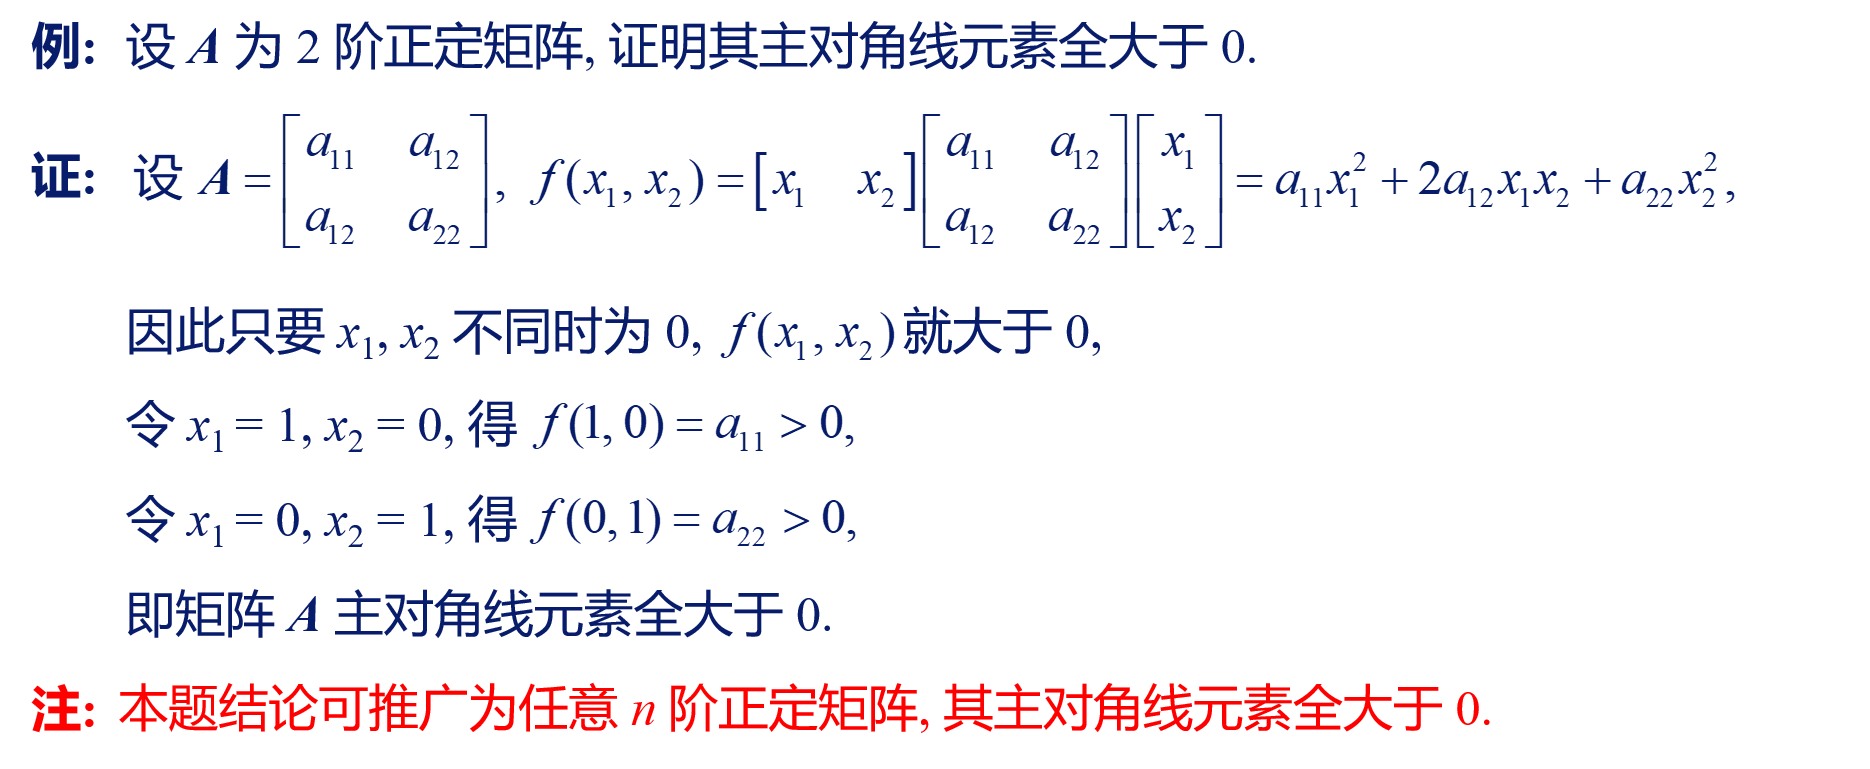 例: 设 A 为 2 阶正定矩阵, 证明其主对角线元素全大于 0.
证: 设 $A = \begin{bmatrix} a_{11} & a_{12} \\ a_{12} & a_{22} \end{bmatrix}$, $f(x_1, x_2) = [x_1 \quad x_2] \begin{bmatrix} a_{11} & a_{12} \\ a_{12} & a_{22} \end{bmatrix} \begin{bmatrix} x_1 \\ x_2 \end{bmatrix} = a_{11}x_1^2 + 2a_{12}x_1x_2 + a_{22}x_2^2$,
因此只要 $x_1, x_2$ 不同时为 0, $f(x_1, x_2)$ 就大于 0,
令 $x_1 = 1, x_2 = 0$, 得 $f(1, 0) = a_{11} > 0$,
令 $x_1 = 0, x_2 = 1$, 得 $f(0, 1) = a_{22} > 0$,
即矩阵 A 主对角线元素全大于 0.
注: 本题结论可推广为任意 n 阶正定矩阵, 其主对角线元素全大于 0.